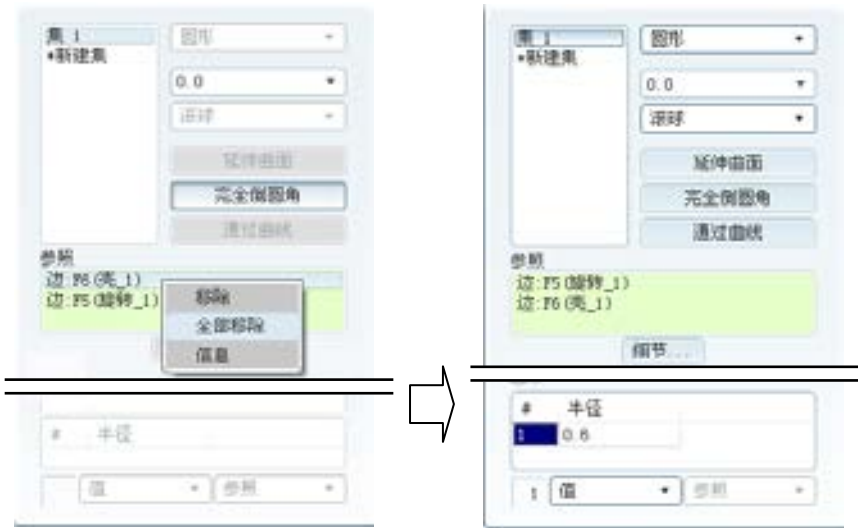 集 1
*新建集
圆形
0.0
滚球
延伸曲面
完全倒圆角
通过曲线
参照
边:F6(壳_1)
边:F5(旋转_1)
移除
全部移除
信息
# 半径
值
参照
集 1
*新建集
圆形
0.0
滚球
延伸曲面
完全倒圆角
通过曲线
参照
边:F5(旋转_1)
边:F6(壳_1)
细节...
# 半径
1 0.6
1 值
参照